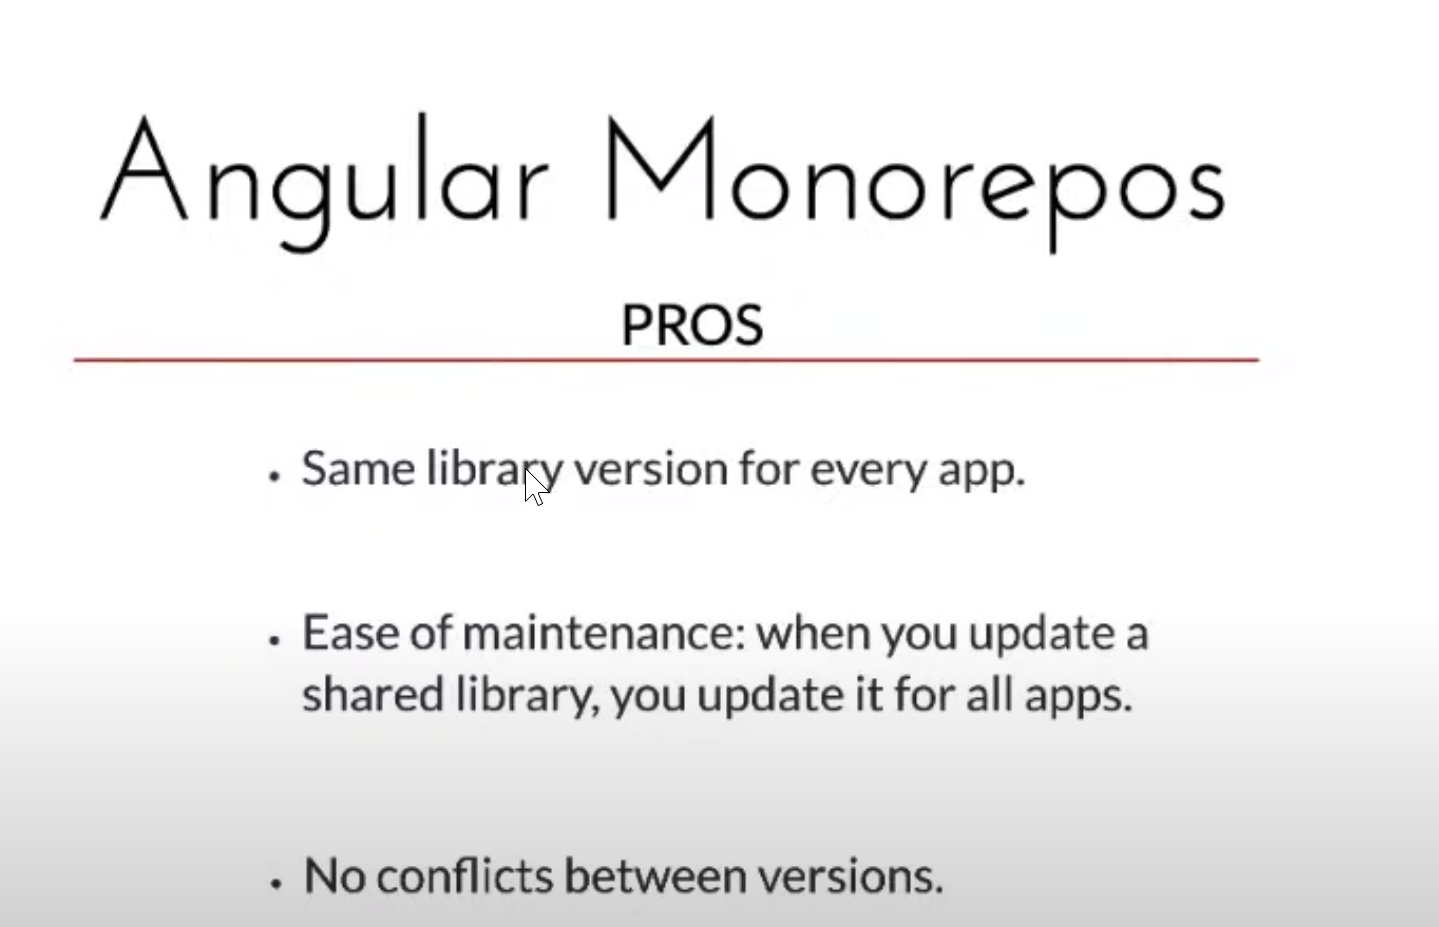 Angular Monorepos
PROS
• Same library version for every app.
• Ease of maintenance: when you update a
shared library, you update it for all apps.
• No conflicts between versions.